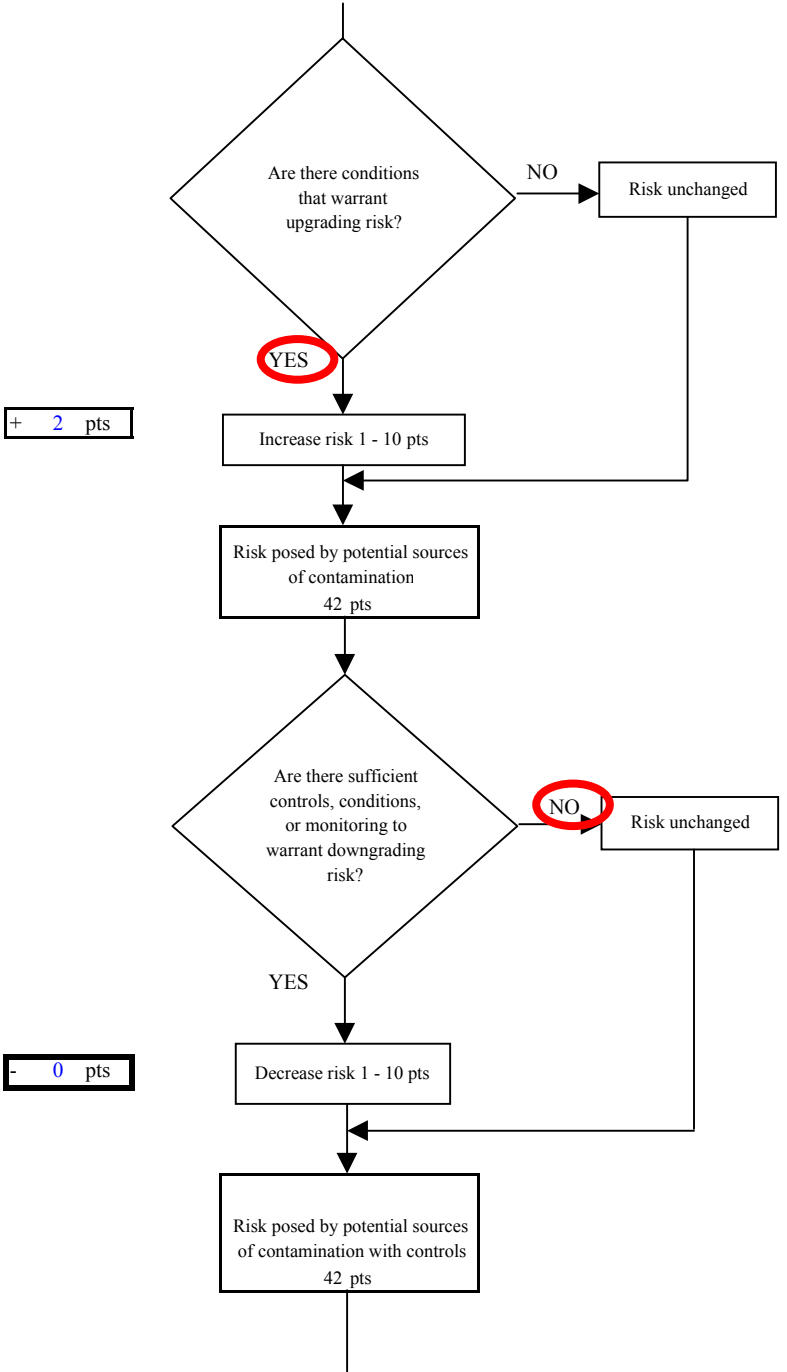 Are there conditions
that warrant
upgrading risk?
NO
Risk unchanged
YES
+ 2 pts
Increase risk 1 - 10 pts
Risk posed by potential sources
of contamination
42 pts
Are there sufficient
controls, conditions,
or monitoring to
warrant downgrading
risk?
NO
Risk unchanged
YES
- 0 pts
Decrease risk 1 - 10 pts
Risk posed by potential sources
of contamination with controls
42 pts